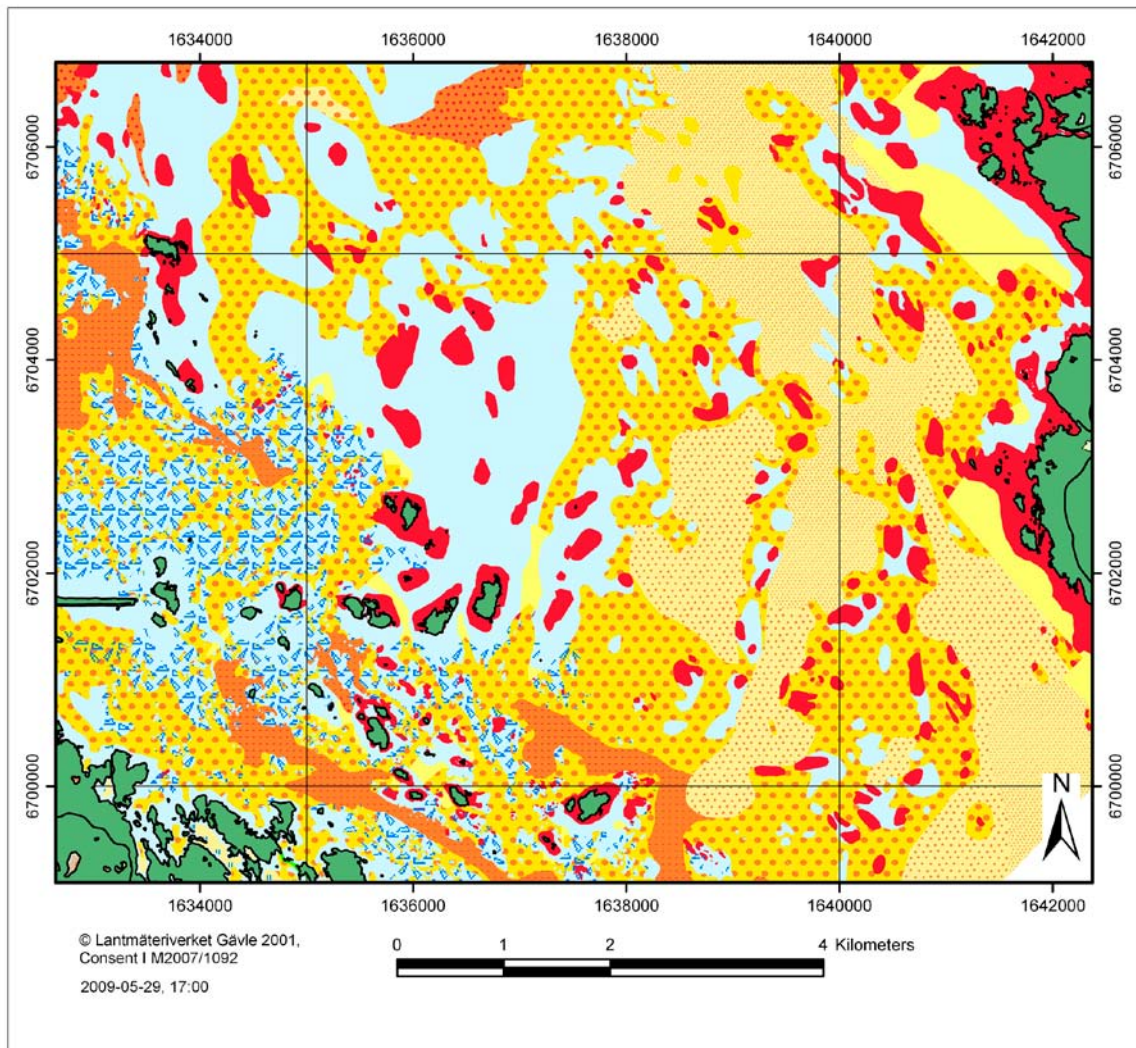 1634000 1636000 1638000 1640000 1642000
6706000 6706000
6704000 6704000
6702000 6702000
6700000 6700000
N
1634000 1636000 1638000 1640000 1642000
© Lantmäteriverket Gävle 2001,
Consent I M2007/1092
2009-05-29, 17:00
0 1 2 4 Kilometers